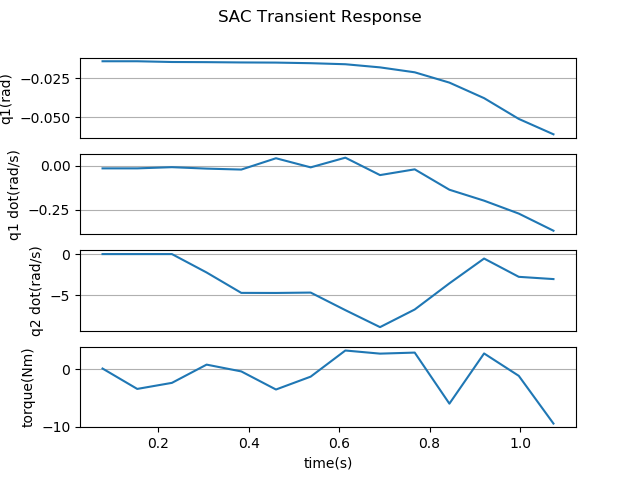 SAC Transient Response
q1(rad)
−0.025
−0.050
q1 dot(rad/s)
0.00
−0.25
q2 dot(rad/s)
0
−5
torque(Nm)
0
−10
0.2 0.4 0.6 0.8 1.0
time(s)